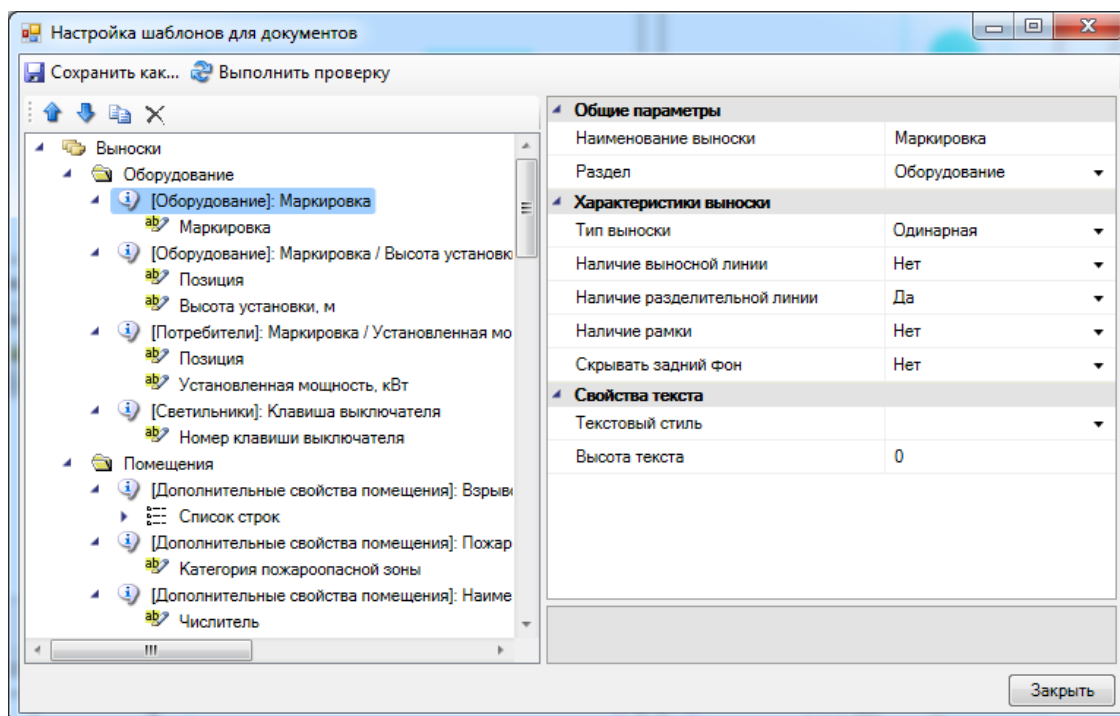 Настройка шаблонов для документов
Сохранить как... Выполнить проверку
Выноски
Оборудование
[Оборудование]: Маркировка
Маркировка
[Оборудование]: Маркировка / Высота установк
Позиция
Высота установки, м
[Потребители]: Маркировка / Установленная мо
Позиция
Установленная мощность, кВт
[Светильники]: Клавиша выключателя
Номер клавиши выключателя
Помещения
[Дополнительные свойства помещения]: Взрыво
Список строк
[Дополнительные свойства помещения]: Пожар
Категория пожароопасной зоны
[Дополнительные свойства помещения]: Наиме
Числитель
Общие параметры
Наименование выноски Маркировка
Раздел Оборудование
Характеристики выноски
Тип выноски Одинарная
Наличие выносной линии Нет
Наличие разделительной линии Да
Наличие рамки Нет
Скрывать задний фон Нет
Свойства текста
Текстовый стиль
Высота текста 0
Закрыть